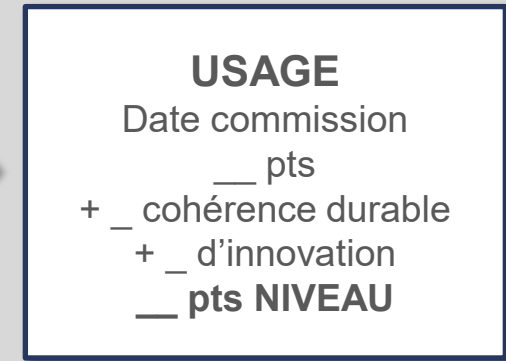 USAGE
Date commission
__ pts
+ _ cohérence durable
+ _ d’innovation
__ pts NIVEAU